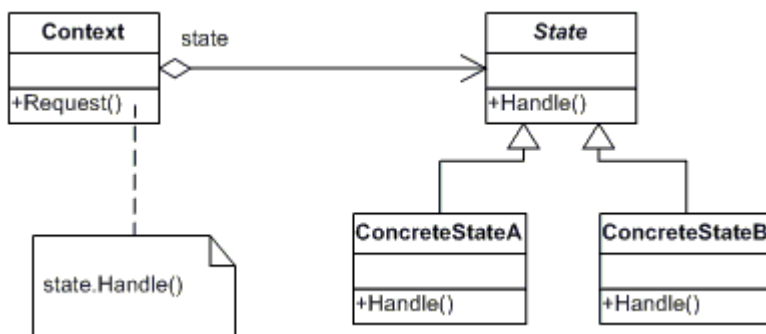 Context
state
State
+Request()
+Handle()
state.Handle()
ConcreteStateA
ConcreteStateB
+Handle()
+Handle()